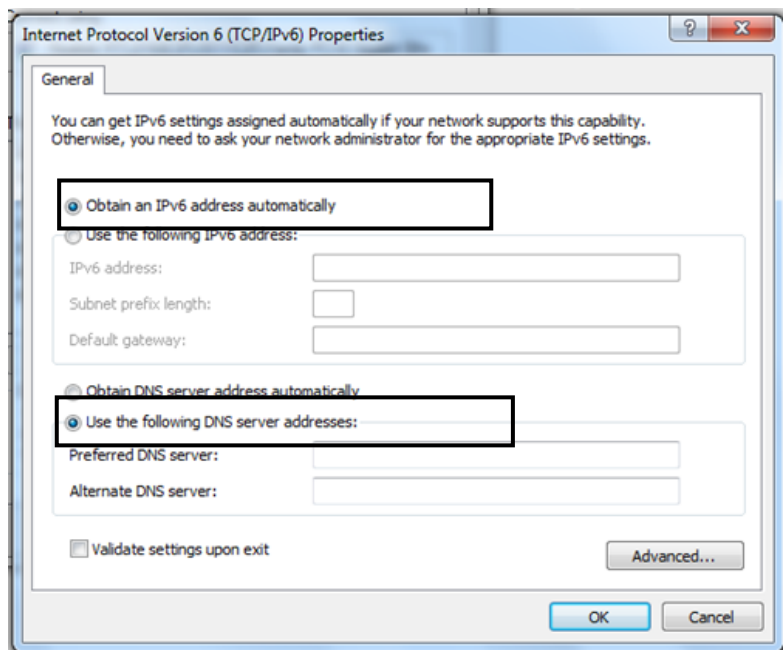 Internet Protocol Version 6 (TCP/IPv6) Properties
General
You can get IPv6 settings assigned automatically if your network supports this capability.
Otherwise, you need to ask your network administrator for the appropriate IPv6 settings.
Obtain an IPv6 address automatically
Use the following IPv6 address:
IPv6 address:
Subnet prefix length:
Default gateway:
Obtain DNS server address automatically
Use the following DNS server addresses:
Preferred DNS server:
Alternate DNS server:
Validate settings upon exit
Advanced...
OK
Cancel